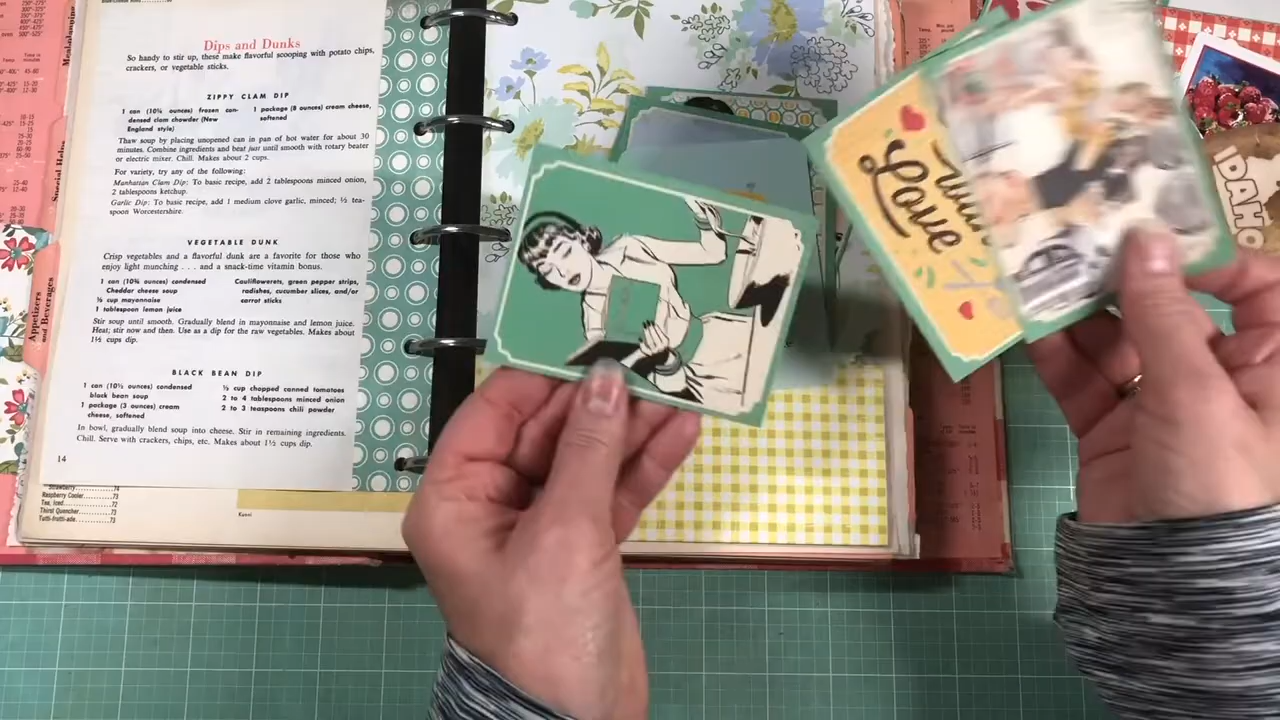 Dips and Dunks
So handy to stir up, these make flavorful scooping with potato chips,
crackers, or vegetable sticks.
ZIPPY CLAM DIP
1 can (10¼ ounces) frozen con-
densed clam chowder (New
England style)
1 package (8 ounces) cream cheese,
softened
Thaw soup by placing unopened can in pan of hot water for about 30
minutes. Combine ingredients and beat just until smooth with rotary beater
or electric mixer. Chill. Makes about 2 cups.
For variety, try any of the following:
Manhattan Clam Dip: To basic recipe, add 2 tablespoons minced onion,
2 tablespoons ketchup.
Garlic Dip: To basic recipe, add 1 medium clove garlic, minced; ½ tea-
spoon Worcestershire.
VEGETABLE DUNK
Crisp vegetables and a flavorful dunk are a favorite for those who
enjoy light munching . . . and a snack-time vitamin bonus.
1 can (10¾ ounces) condensed
Cheddar cheese soup
⅓ cup mayonnaise
1 tablespoon lemon juice
Cauliflowerets, green pepper strips,
radishes, cucumber slices, and/or
carrot sticks
Stir soup until smooth. Gradually blend in mayonnaise and lemon juice.
Heat; stir now and then. Use as a dip for the raw vegetables. Makes about
1½ cups dip.
BLACK BEAN DIP
1 can (10½ ounces) condensed
black bean soup
1 package (3 ounces) cream
cheese, softened
½ cup chopped canned tomatoes
2 to 4 tablespoons minced onion
2 to 3 teaspoons chili powder
In bowl, gradually blend soup into cheese. Stir in remaining ingredients.
Chill. Serve with crackers, chips, etc. Makes about 1½ cups dip.
14
Raspberry Cooler............73
Tea, Iced............72
Thirst Quencher............73
Tutti-frutti-ade............73
Mealplanning
Special Helps
Appetizers
and Beverages
Love
IDAHO